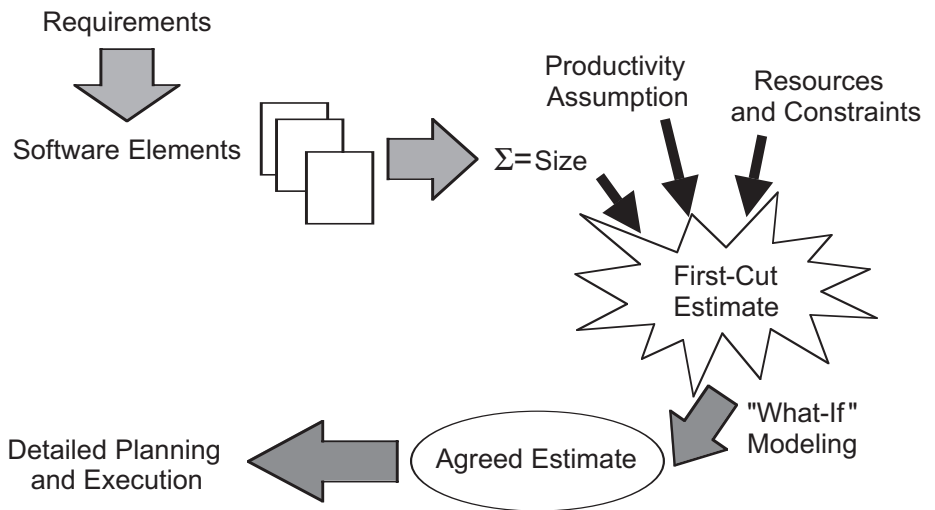 Requirements
Software Elements
Σ=Size
Productivity
Assumption
Resources
and Constraints
First-Cut
Estimate
"What-If"
Modeling
Agreed Estimate
Detailed Planning
and Execution